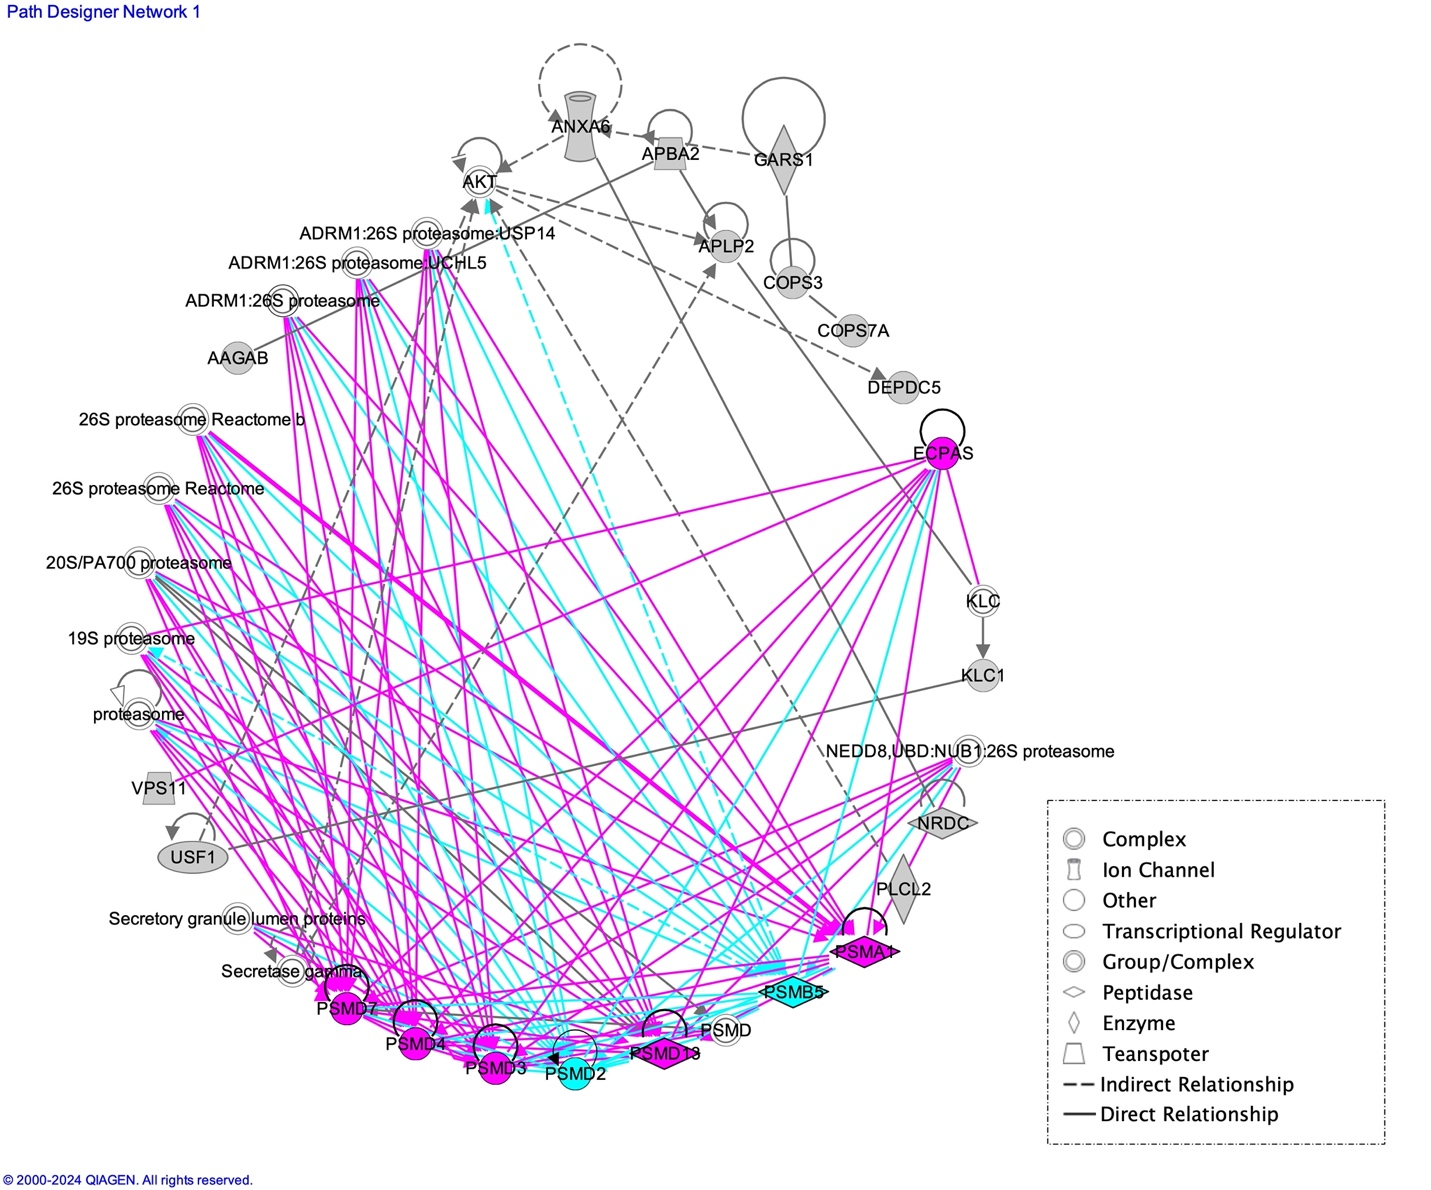 Path Designer Network 1
ANXA6
APBA2
GARS1
AKT
ADRM1:26S proteasome:USP14
APLP2
ADRM1:26S proteasome:UCHL5
COPS3
ADRM1:26S proteasome
COPS7A
AAGAB
DEPDC5
26S proteasome Reactome b
ECPAS
26S proteasome Reactome
20S/PA700 proteasome
KLC
19S proteasome
KLC1
proteasome
NEDD8,UBD:NUB1:26S proteasome
VPS11
NRDC
USF1
PLCL2
Secretory granule lumen proteins
PSMA1
Secretase gamma
PSMB5
PSMD7
PSMD
PSMD4
PSMD13
PSMD3
PSMD2
Complex
Ion Channel
Other
Transcriptional Regulator
Group/Complex
Peptidase
Enzyme
Teanspoter
Indirect Relationship
Direct Relationship
© 2000-2024 QIAGEN. All rights reserved.